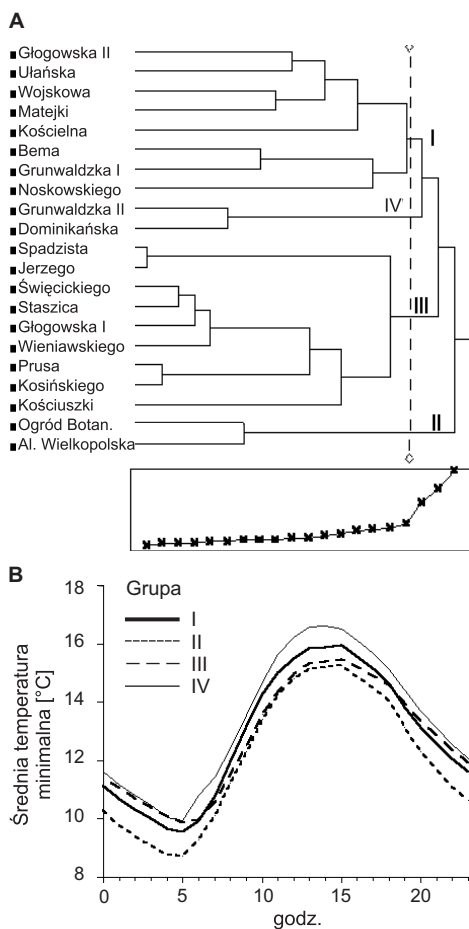 A
Głogowska II
Ułańska
Wojskowa
Matejki
Kościelna
Bema
Grunwaldzka I
Noskowskiego
Grunwaldzka II
Dominikańska
Spadzista
Jerzego
Święcickiego
Staszica
Głogowska I
Wieniawskiego
Prusa
Kosińskiego
Kościuszki
Ogród Botan.
Al. Wielkopolska
I
IV
III
II
B
Grupa
I
II
III
IV
Średnia temperatura
minimalna [°C]
18
16
14
12
10
8
0 5 10 15 20
godz.